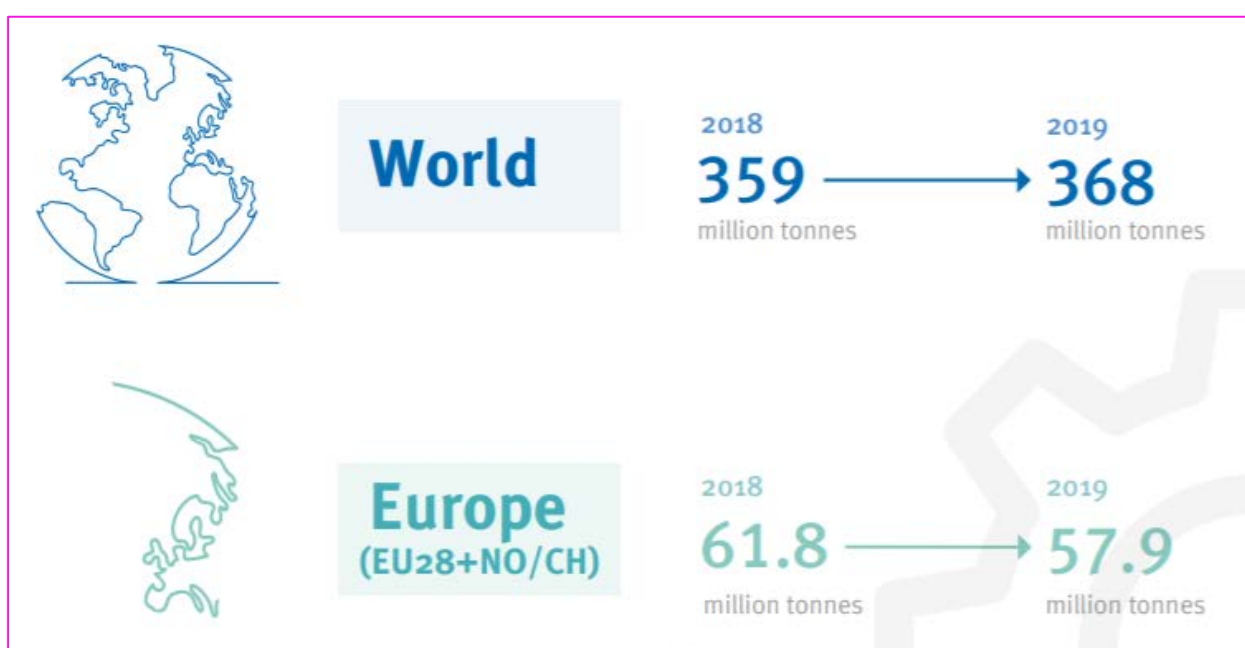 World
2018
359
million tonnes
2019
368
million tonnes
Europe
(EU28+NO/CH)
2018
61.8
million tonnes
2019
57.9
million tonnes